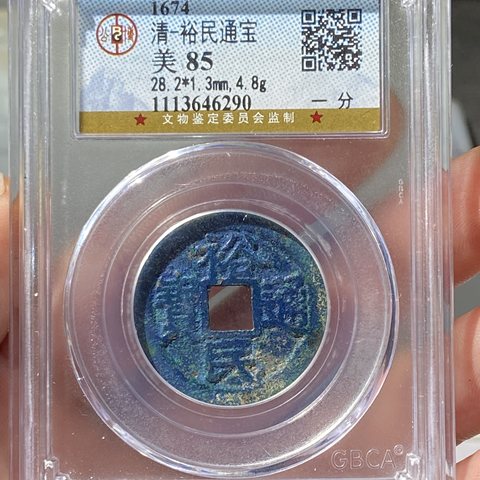 1674
清-裕民通宝
美 85
28.2*1.3mm,4.8g
1113646290
一分
文物鉴定委员会监制
裕民通寶
GBCA